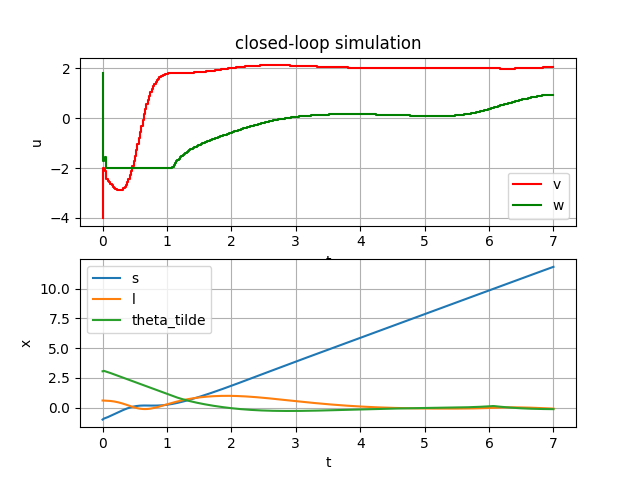 closed-loop simulation
2
0
−2
−4
u
v
w
0 1 2 3 4 5 6 7
10.0
7.5
5.0
2.5
0.0
x
s
l
theta_tilde
0 1 2 3 4 5 6 7
t